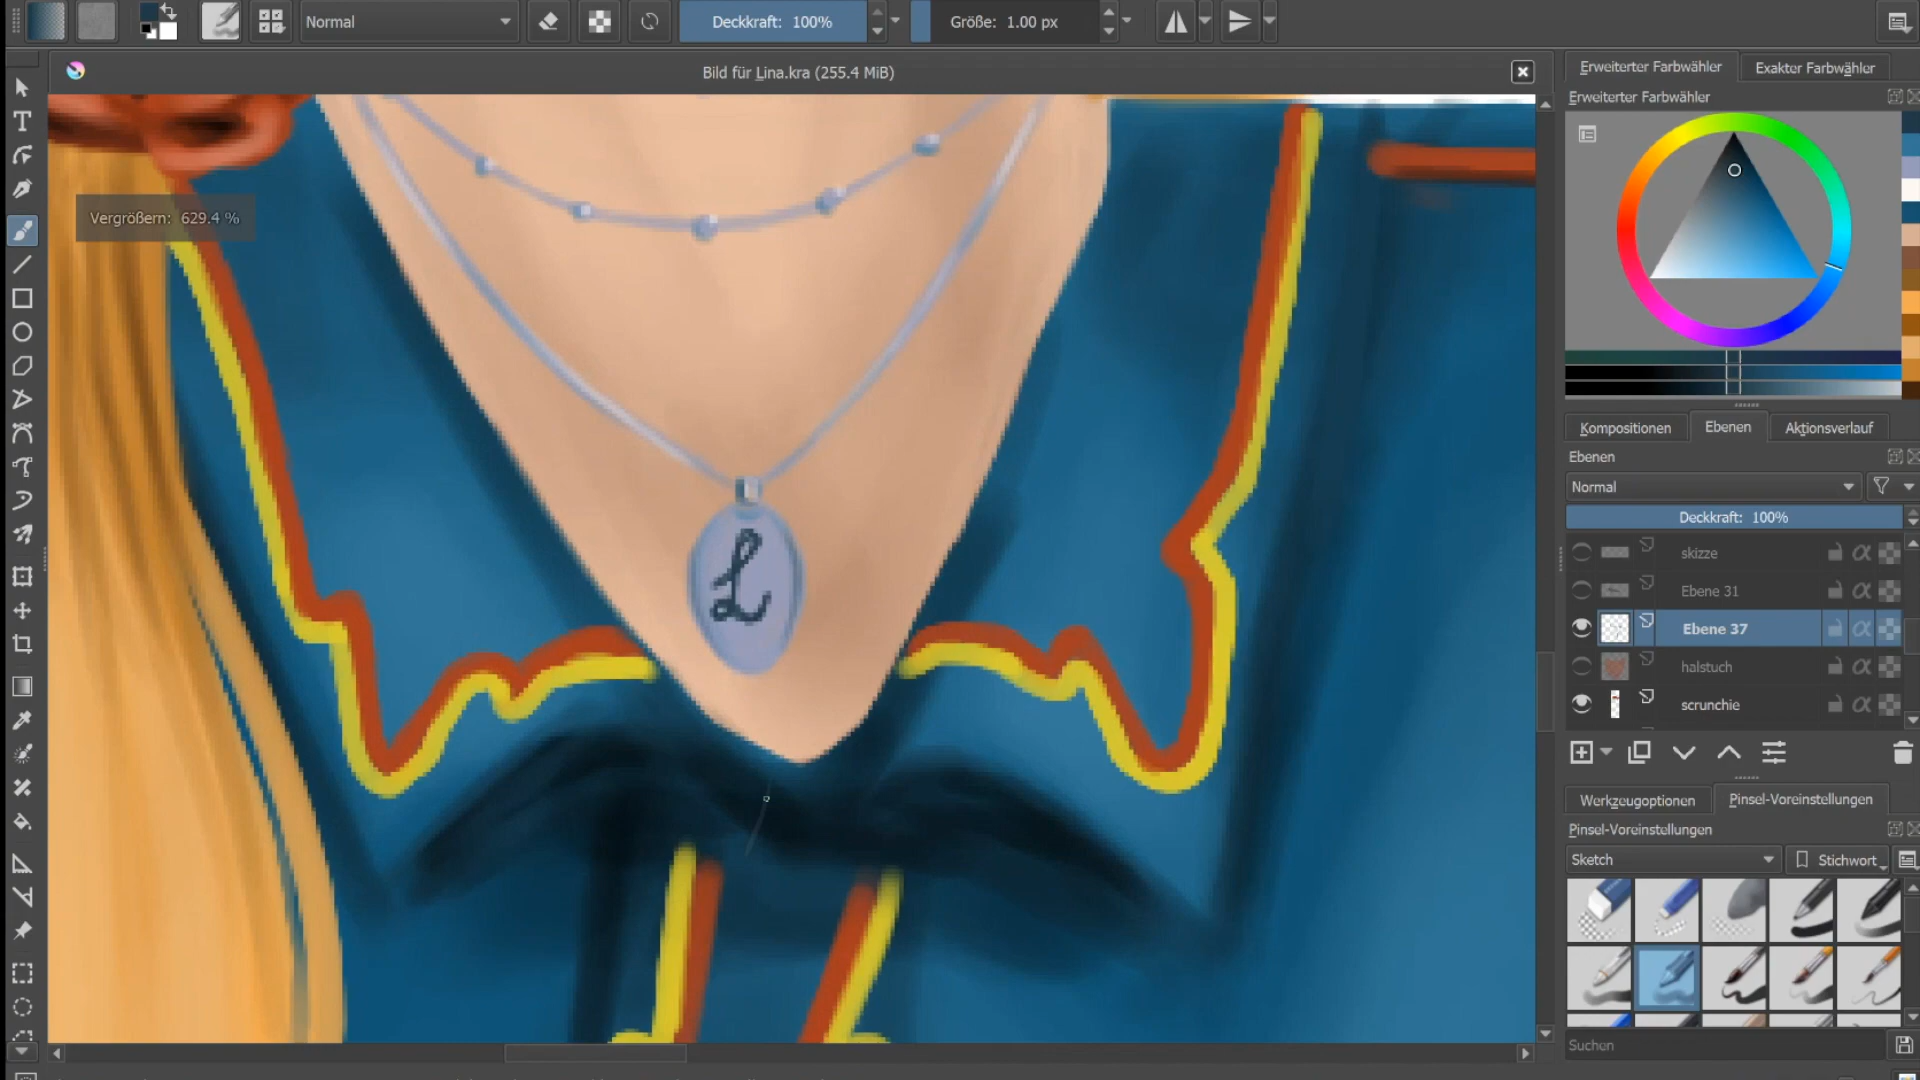 Normal
Deckkraft: 100%
Größe: 1.00 px
Bild für Lina.kra (255.4 MiB)
Vergrößern: 629.4 %
L
Erweiterter Farbwähler
Exakter Farbwähler
Erweiterter Farbwähler
Kompositionen
Ebenen
Aktionsverlauf
Ebenen
Normal
Deckkraft: 100%
skizze
Ebene 31
Ebene 37
halstuch
scrunchie
Werkzeugoptionen
Pinsel-Voreinstellungen
Pinsel-Voreinstellungen
Sketch
Stichwort
Suchen